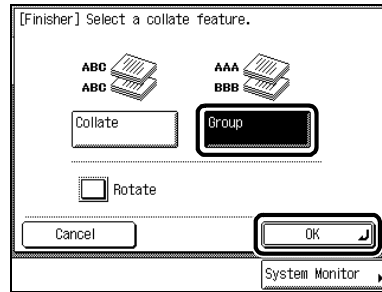 [Finisher] Select a collate feature.
ABC AAA
ABC BBB
Collate Group
Rotate
Cancel OK
System Monitor